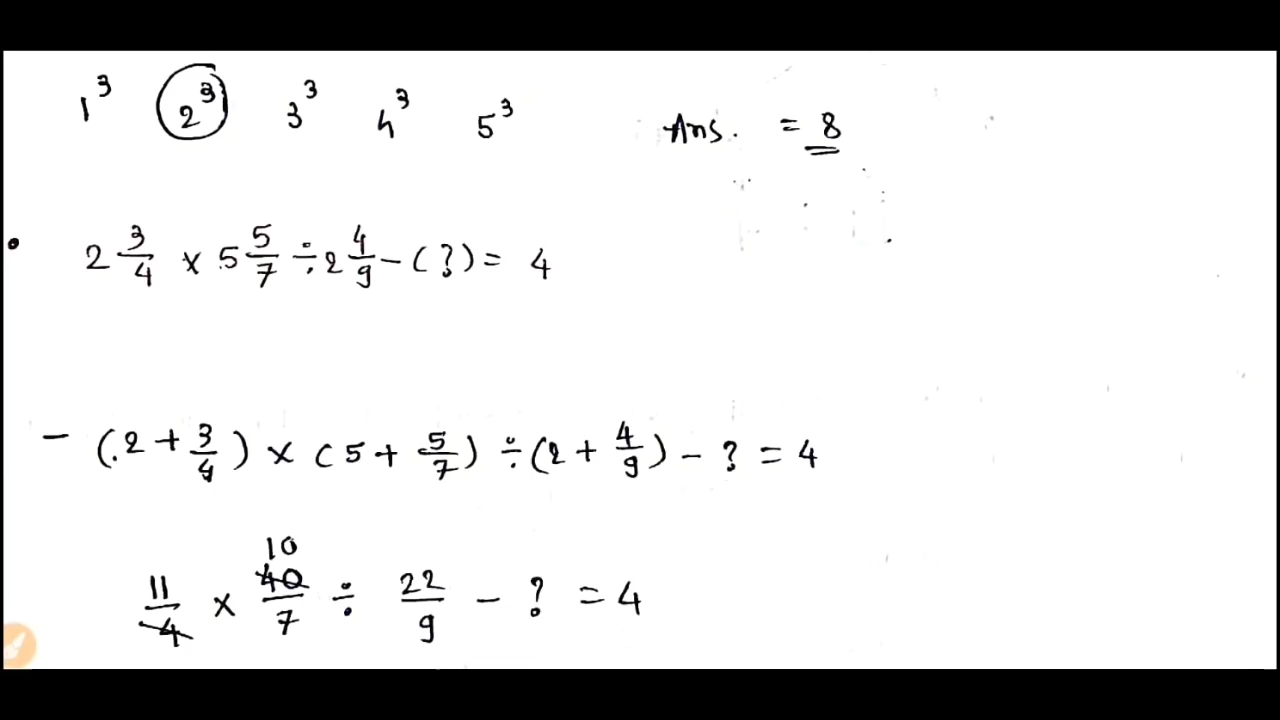 1³ 2³ 3³ 4³ 5³ Ans. = 8
2 3/4 × 5 5/7 ÷ 2 4/9 - (?) = 4
- (2 + 3/4) × (5 + 5/7) ÷ (2 + 4/9) - ? = 4
10
11/4 × 40/7 ÷ 22/9 - ? = 4